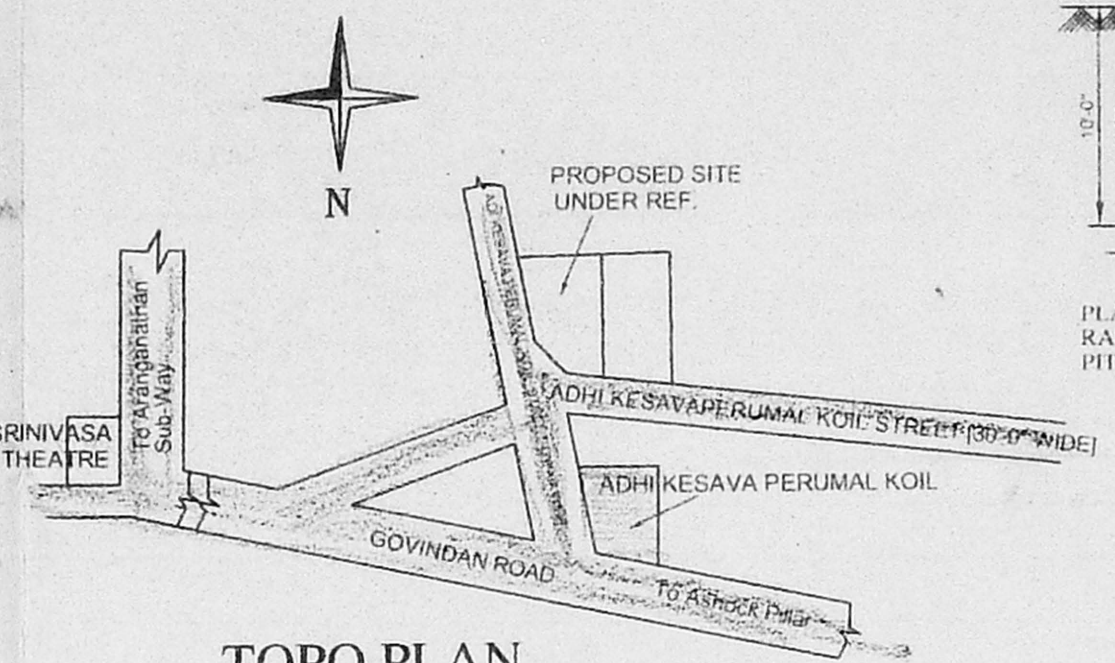 N
10'-0"
PROPOSED SITE
UNDER REF.
To Aranganathan
Sub-Way
SRINIVASA
THEATRE
ADHI KESAVAPERUMAL KOIL STREET [30'-0" WIDE]
ADHI KESAVA PERUMAL KOIL
GOVINDAN ROAD
To Ashock Pillar
TOPO PLAN